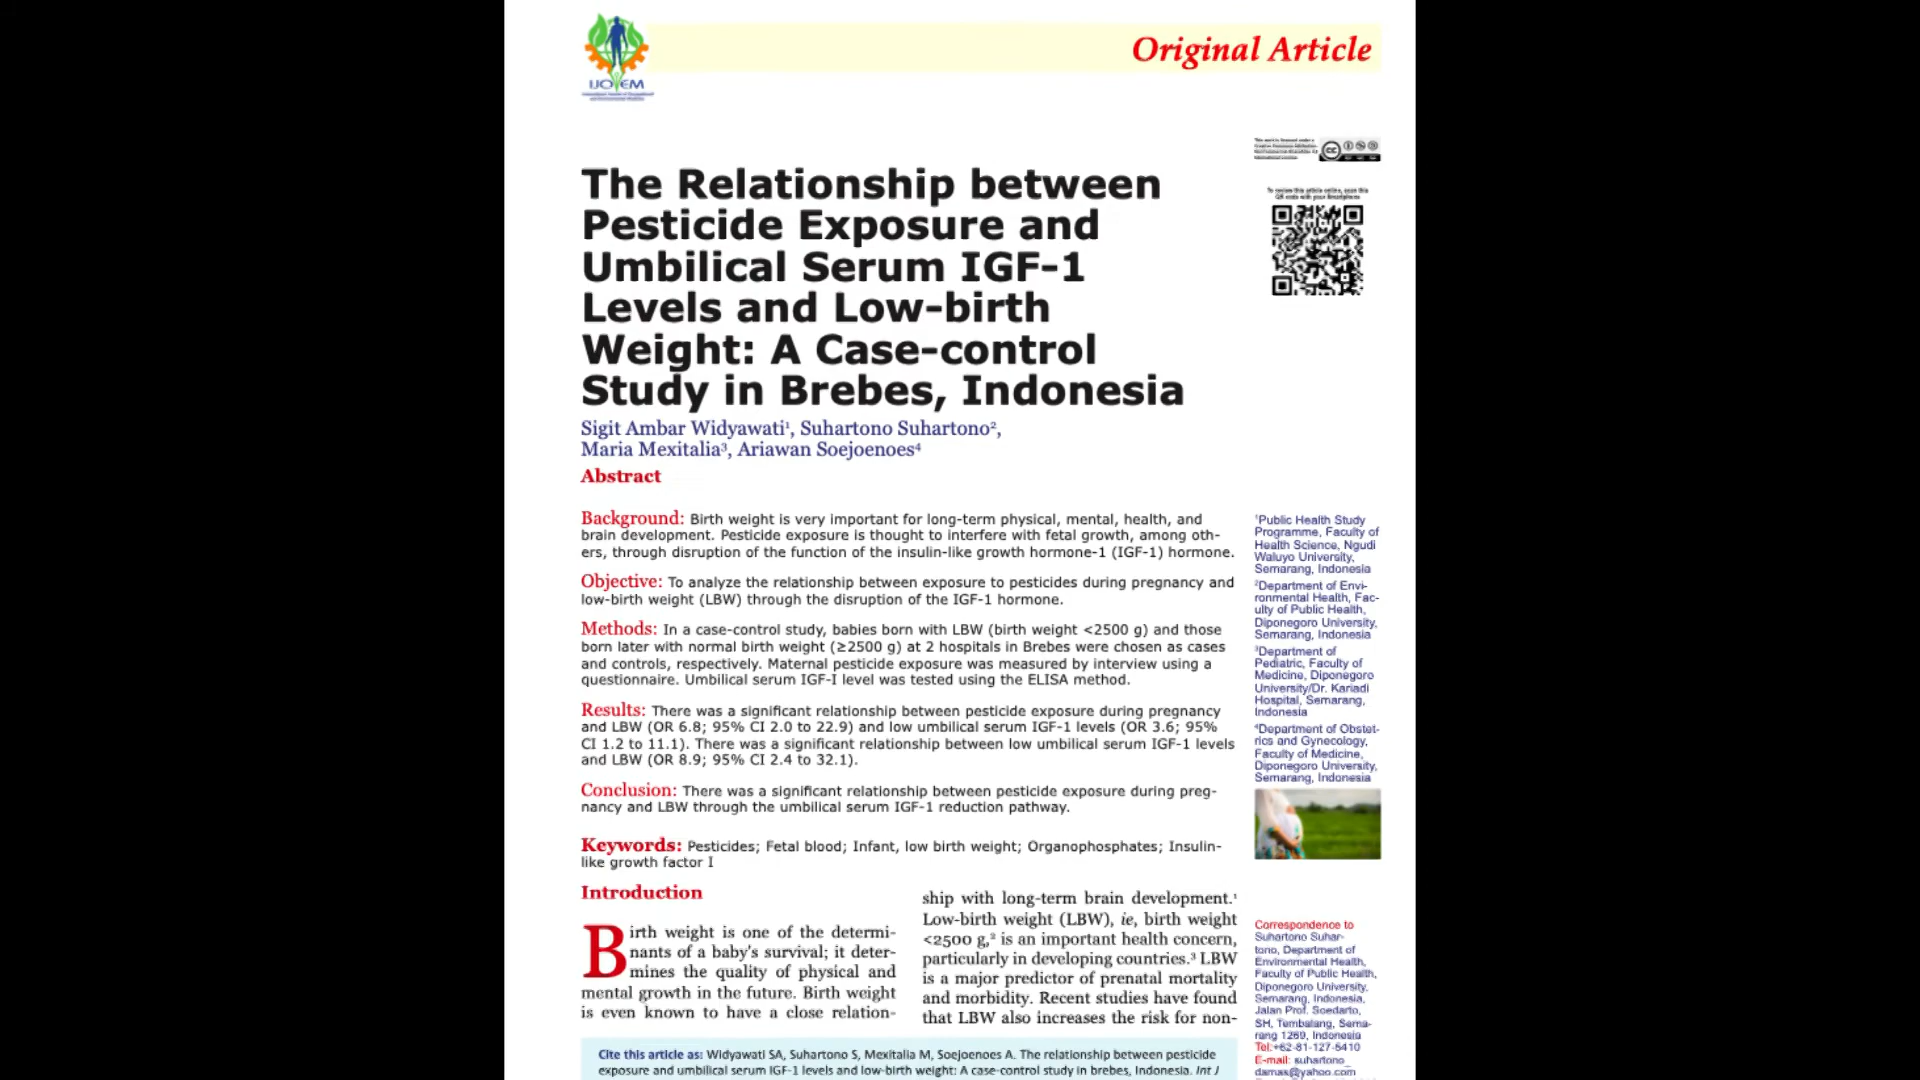 Original Article
IJOEM
To review this article online, scan this
QR code with your Smartphone
The Relationship between
Pesticide Exposure and
Umbilical Serum IGF-1
Levels and Low-birth
Weight: A Case-control
Study in Brebes, Indonesia
Sigit Ambar Widyawati¹, Suhartono Suhartono²,
Maria Mexitalia³, Ariawan Soejoenoes⁴
Abstract
Background: Birth weight is very important for long-term physical, mental, health, and
brain development. Pesticide exposure is thought to interfere with fetal growth, among oth-
ers, through disruption of the function of the insulin-like growth hormone-1 (IGF-1) hormone.
Objective: To analyze the relationship between exposure to pesticides during pregnancy and
low-birth weight (LBW) through the disruption of the IGF-1 hormone.
Methods: In a case-control study, babies born with LBW (birth weight <2500 g) and those
born later with normal birth weight (≥2500 g) at 2 hospitals in Brebes were chosen as cases
and controls, respectively. Maternal pesticide exposure was measured by interview using a
questionnaire. Umbilical serum IGF-I level was tested using the ELISA method.
Results: There was a significant relationship between pesticide exposure during pregnancy
and LBW (OR 6.8; 95% CI 2.0 to 22.9) and low umbilical serum IGF-1 levels (OR 3.6; 95%
CI 1.2 to 11.1). There was a significant relationship between low umbilical serum IGF-1 levels
and LBW (OR 8.9; 95% CI 2.4 to 32.1).
Conclusion: There was a significant relationship between pesticide exposure during preg-
nancy and LBW through the umbilical serum IGF-1 reduction pathway.
Keywords: Pesticides; Fetal blood; Infant, low birth weight; Organophosphates; Insulin-
like growth factor I
Introduction
Birth weight is one of the determi-
nants of a baby's survival; it deter-
mines the quality of physical and
mental growth in the future. Birth weight
is even known to have a close relation-
ship with long-term brain development.¹
Low-birth weight (LBW), ie, birth weight
<2500 g,² is an important health concern,
particularly in developing countries.³ LBW
is a major predictor of prenatal mortality
and morbidity. Recent studies have found
that LBW also increases the risk for non-
¹Public Health Study
Programme, Faculty of
Health Science, Ngudi
Waluyo University,
Semarang, Indonesia
²Department of Envi-
ronmental Health, Fac-
ulty of Public Health,
Diponegoro University,
Semarang, Indonesia
³Department of
Pediatric, Faculty of
Medicine, Diponegoro
University/Dr. Kariadi
Hospital, Semarang,
Indonesia
⁴Department of Obstet-
rics and Gynecology,
Faculty of Medicine,
Diponegoro University,
Semarang, Indonesia
Correspondence to
Suhartono Suhar-
tono, Department of
Environmental Health,
Faculty of Public Health,
Diponegoro University,
Semarang, Indonesia,
Jalan Prof. Soedarto,
SH, Tembalang, Sema-
rang 1269, Indonesia
Tel: +62-81-127-5410
E-mail: suhartono_
damas@yahoo.com
Cite this article as: Widyawati SA, Suhartono S, Mexitalia M, Soejoenoes A. The relationship between pesticide
exposure and umbilical serum IGF-1 levels and low-birth weight: A case-control study in brebes, Indonesia. Int J